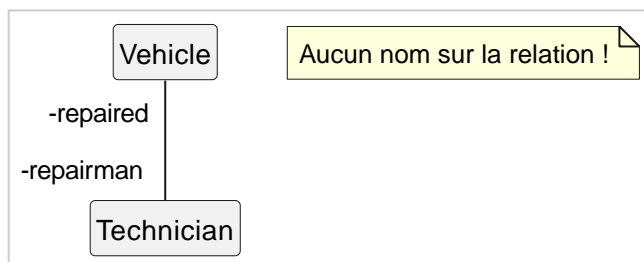 Vehicle
Aucun nom sur la relation !
-repaired
-repairman
Technician